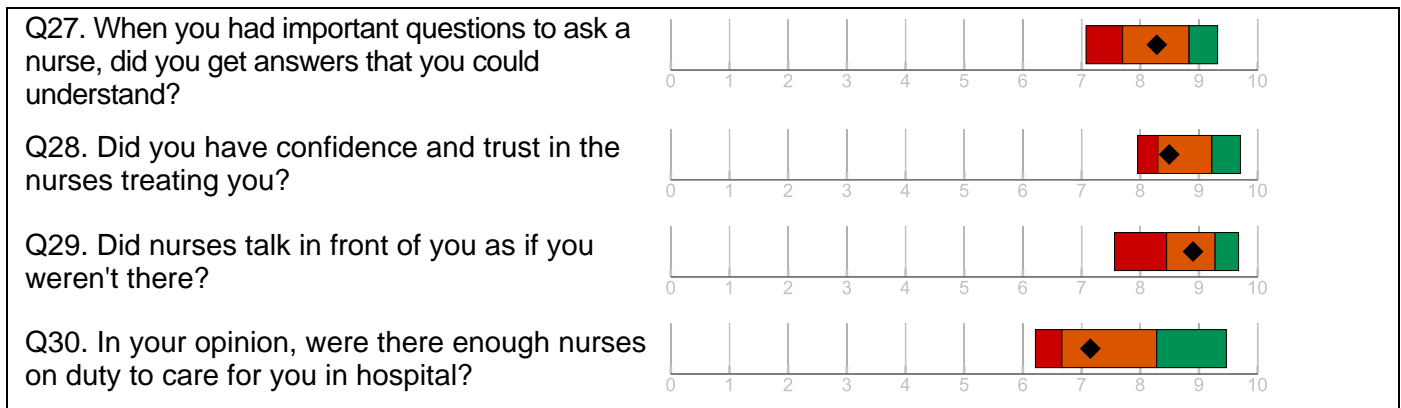 Q27. When you had important questions to ask a
nurse, did you get answers that you could
understand?
0 1 2 3 4 5 6 7 8 9 10
Q28. Did you have confidence and trust in the
nurses treating you?
0 1 2 3 4 5 6 7 8 9 10
Q29. Did nurses talk in front of you as if you
weren't there?
0 1 2 3 4 5 6 7 8 9 10
Q30. In your opinion, were there enough nurses
on duty to care for you in hospital?
0 1 2 3 4 5 6 7 8 9 10